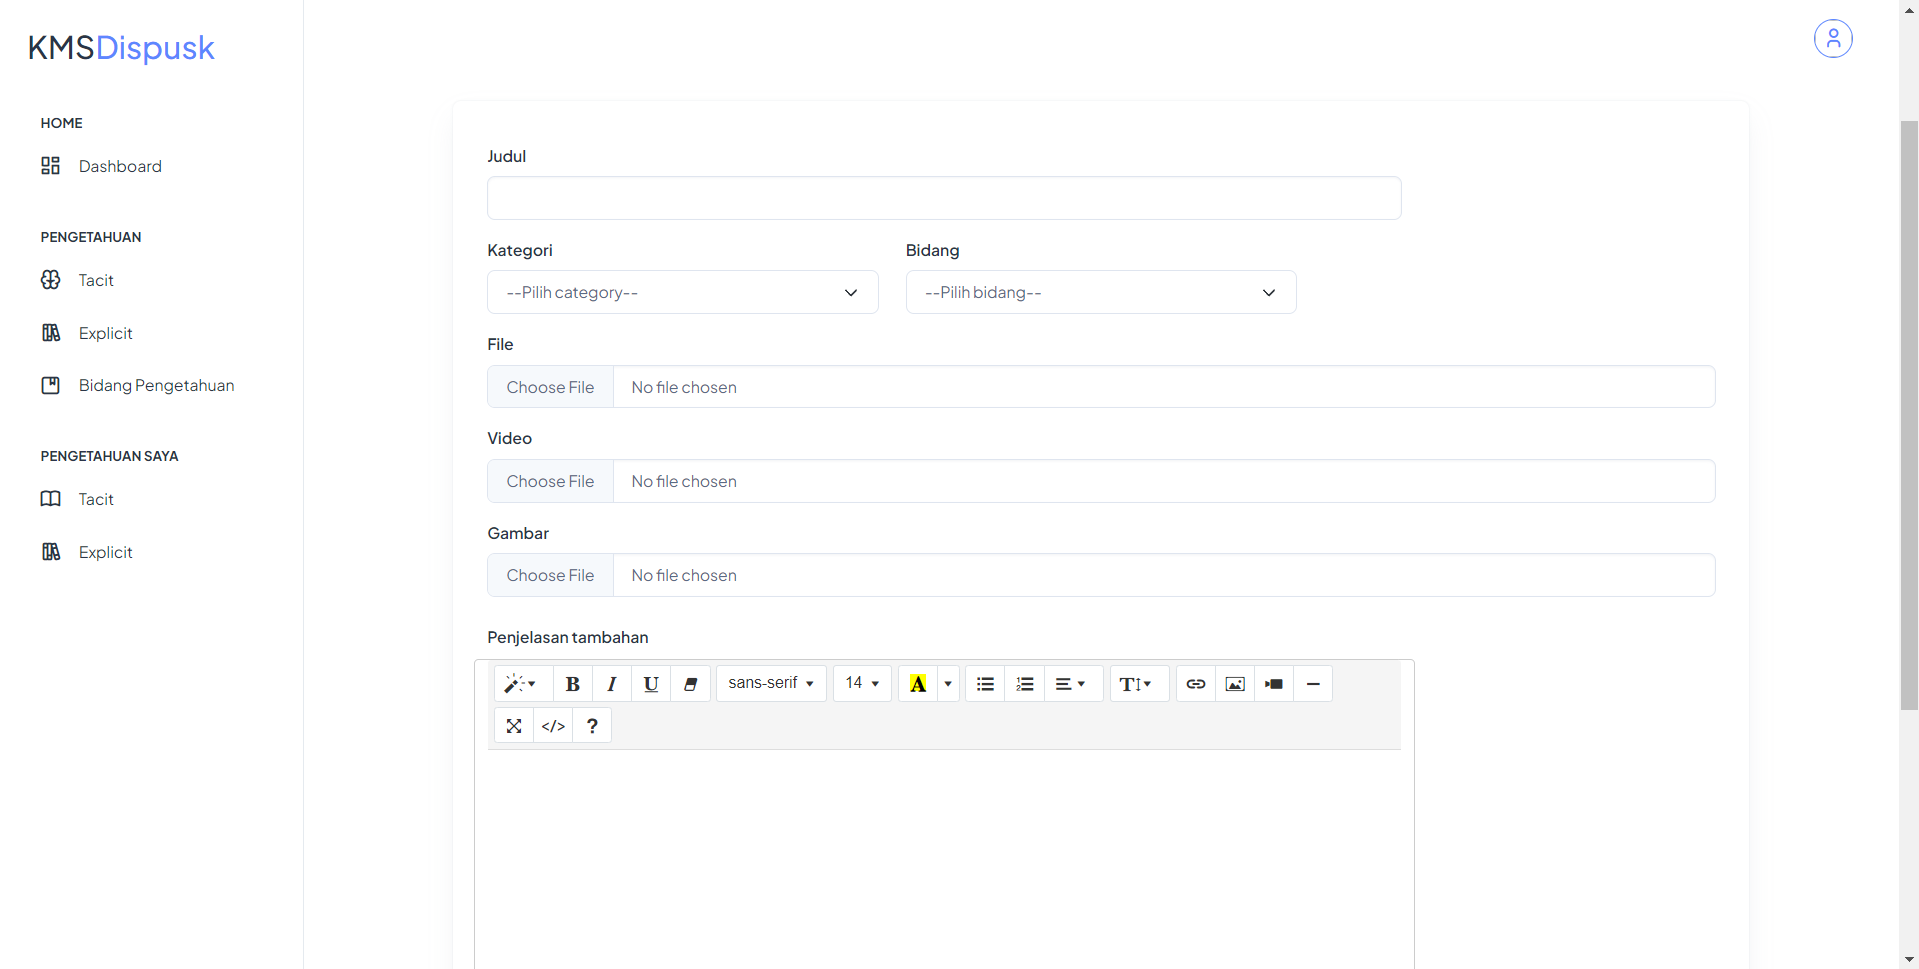 KMSDispusk
HOME
Dashboard
PENGETAHUAN
Tacit
Explicit
Bidang Pengetahuan
PENGETAHUAN SAYA
Tacit
Explicit
Judul
Kategori
--Pilih category--
Bidang
--Pilih bidang--
File
Choose File No file chosen
Video
Choose File No file chosen
Gambar
Choose File No file chosen
Penjelasan tambahan
B I U sans-serif 14 A T
</> ?